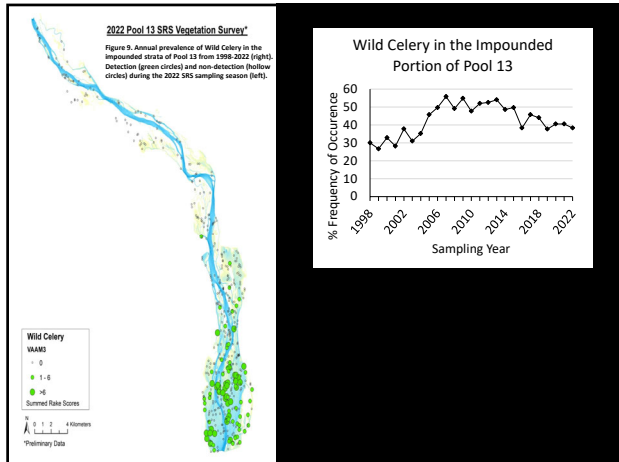 2022 Pool 13 SRS Vegetation Survey*
Figure 9. Annual prevalence of Wild Celery in the
impounded strata of Pool 13 from 1998-2022 (right).
Detection (green circles) and non-detection (hollow
circles) during the 2022 SRS sampling season (left).
Wild Celery
VAAM3
0
1 - 6
>6
Summed Rake Scores
N
0 1 2 4 Kilometers
*Preliminary Data
Wild Celery in the Impounded
Portion of Pool 13
% Frequency of Occurence
60
50
40
30
20
10
0
1998
2002
2006
2010
2014
2018
2022
Sampling Year